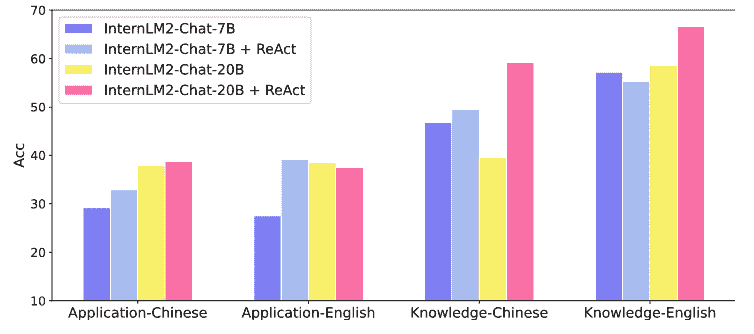 70
60
50
40
30
20
10
Acc
InternLM2-Chat-7B
InternLM2-Chat-7B + ReAct
InternLM2-Chat-20B
InternLM2-Chat-20B + ReAct
Application-Chinese
Application-English
Knowledge-Chinese
Knowledge-English